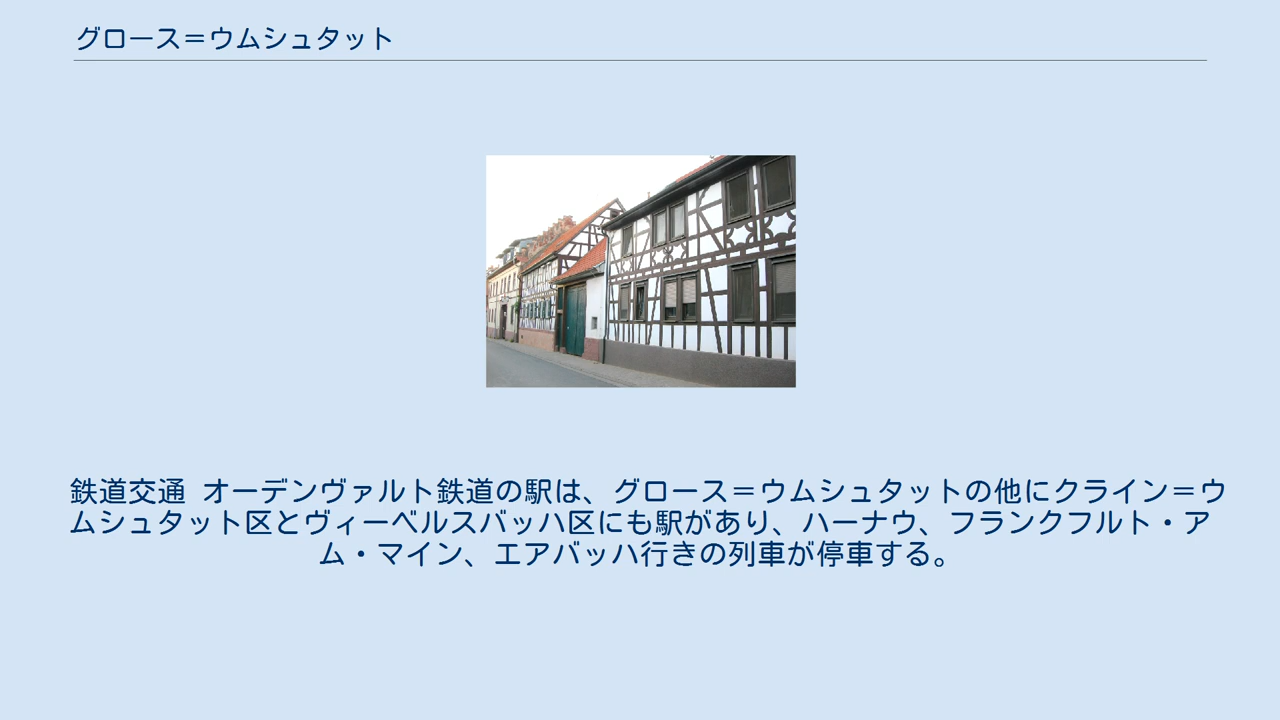 グロース＝ウムシュタット
鉄道交通 オーデンヴァルト鉄道の駅は、グロース＝ウムシュタットの他にクライン＝ウ
ムシュタット区とヴィーベルスバッハ区にも駅があり、ハーナウ、フランクフルト・ア
ム・マイン、エアバッハ行きの列車が停車する。